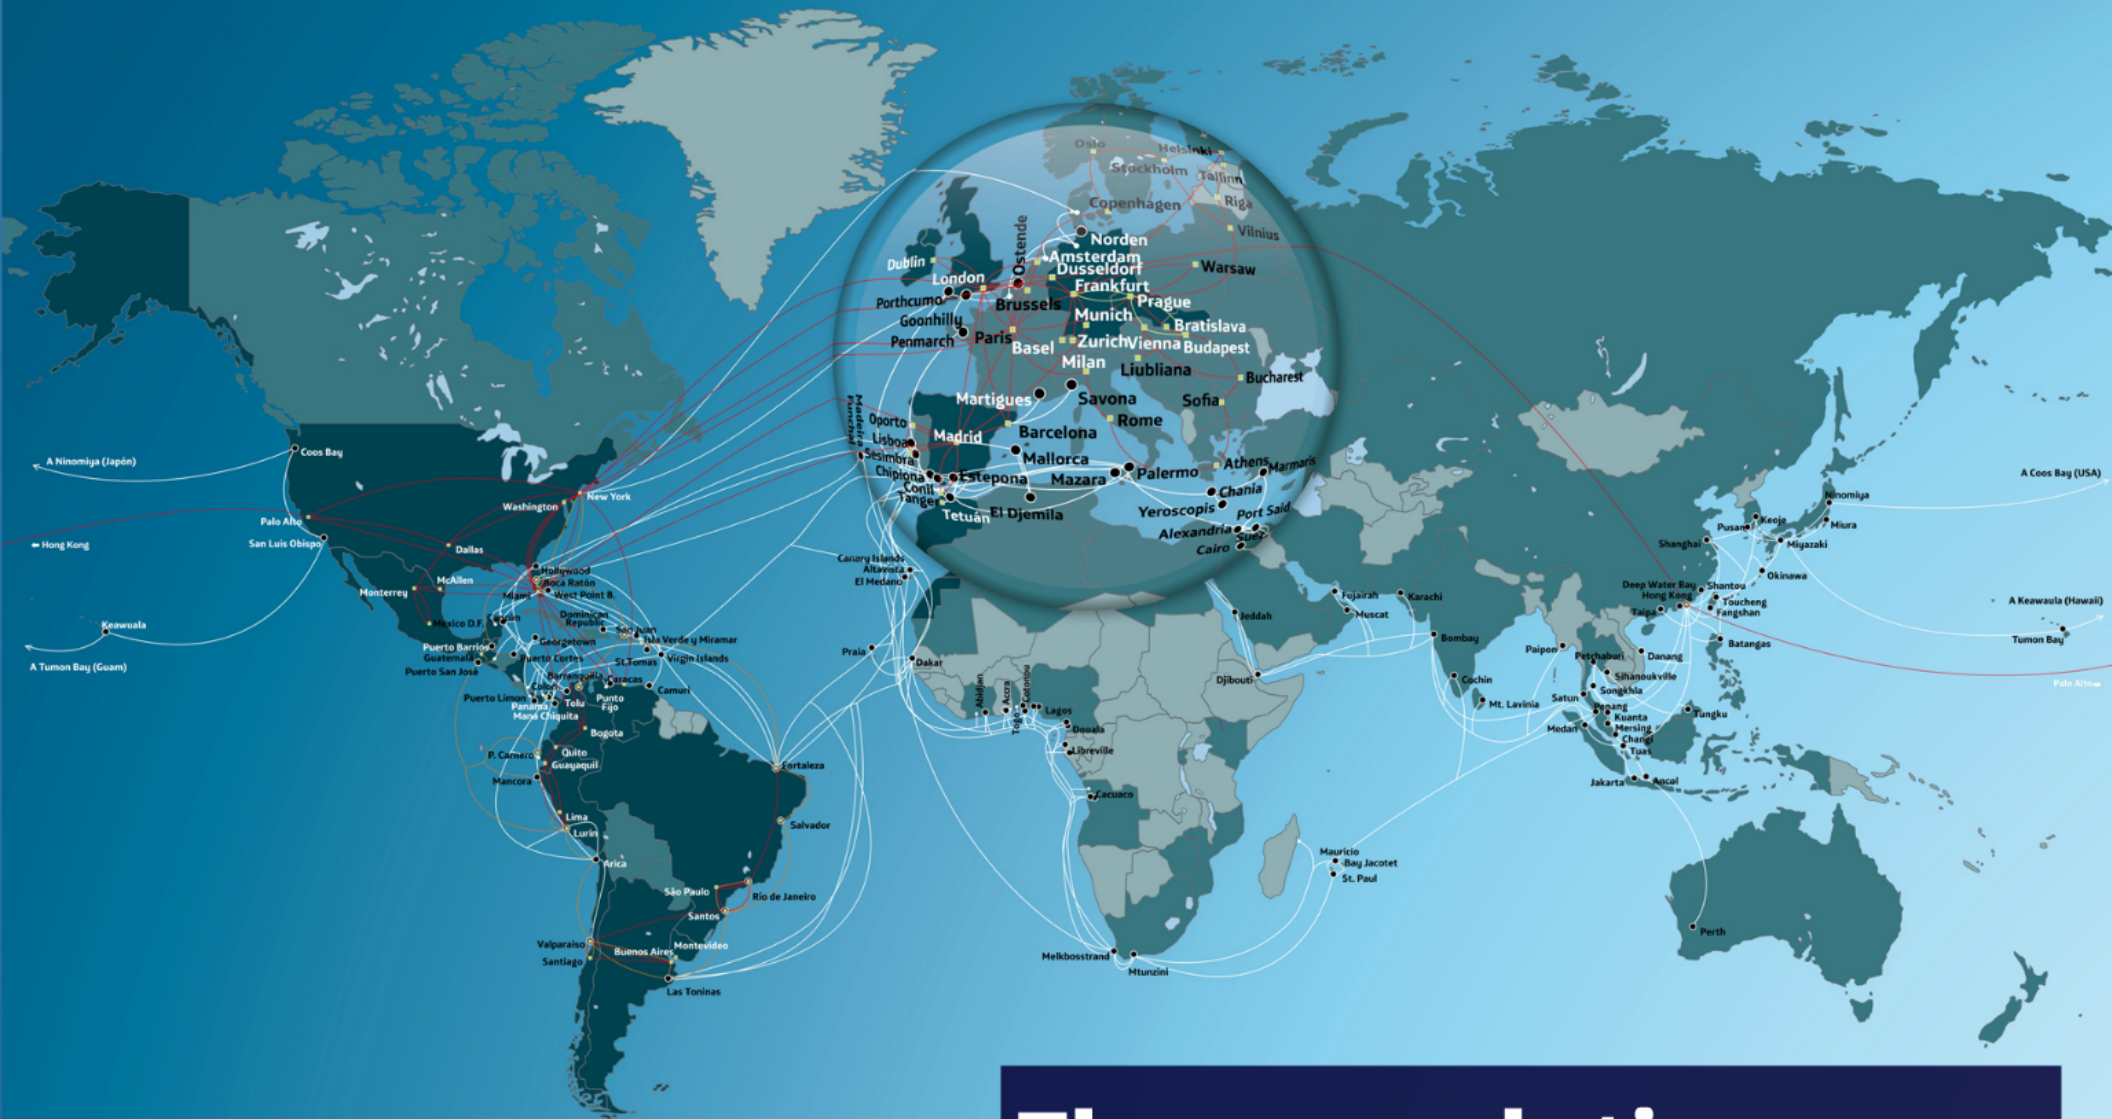 Oslo
Helsinki
Stockholm
Tallinn
Copenhagen
Riga
Vilnius
Ostende
Norden
Amsterdam
Dusseldorf
Dublin
London
Warsaw
Frankfurt
Porthcurno
Brussels
Prague
Goonhilly
Munich
Bratislava
Penmarch
Paris
Basel
Zurich
Vienna
Budapest
Milan
Liubliana
Bucharest
Martigues
Savona
Sofia
Madeira
Funchal
Oporto
Rome
Lisboa
Madrid
Barcelona
Sesimbra
Mallorca
Chipiona
Estepona
Mazara
Palermo
Athens
Marmaris
Conil
Tanger
Tetuán
El Djemila
Chania
Yeroscopis
Port Said
Alexandria
Suez
Cairo
Coos Bay
A Ninomiya (Japón)
New York
Washington
Palo Alto
San Luis Obispo
Hong Kong
Dallas
McAllen
Monterrey
Hollywood
Boca Ratón
Miami
West Point B.
Mexico D.F.
Cancún
Dominican
Republic
San Juan
Isla Verde y Miramar
Keawuala
A Tumon Bay (Guam)
Georgetown
Puerto Barrios
Guatemala
Puerto Cortes
Puerto San José
St Tomas
Virgin Islands
Barranquilla
Caracas
Camuri
Colon
Puerto Limon
Panamá
Tolu
Punto
Fijo
Maria Chiquita
Bogota
P. Carnero
Quito
Guayaquil
Mancora
Lima
Lurin
Arica
Fortaleza
Salvador
São Paulo
Rio de Janeiro
Santos
Valparaiso
Santiago
Buenos Aires
Montevideo
Las Toninas
Canary Islands
Altavista
El Medano
Praia
Dakar
Abidjan
Accra
Togo
Cotonou
Lagos
Douala
Libreville
Cacuaco
Melkbosstrand
Mtunzini
Mauricio
Bay Jacotet
St. Paul
Jeddah
Djibouti
Fujairah
Muscat
Karachi
Bombay
Cochin
Mt. Lavinia
A Coos Bay (USA)
Ninomiya
Pusan
Keoje
Miura
Shanghai
Miyazaki
Okinawa
Deep Water Bay
Hong Kong
Shantou
Toucheng
Fangshan
Taipa
A Keawaula (Hawaii)
Tumon Bay
Batangas
Paipon
Petchaburi
Danang
Sihanoukville
Songkhla
Satun
Penang
Medan
Kuanta
Mersing
Changi
Tuas
Tungku
Jakarta
Ancol
Palo Alto
Perth